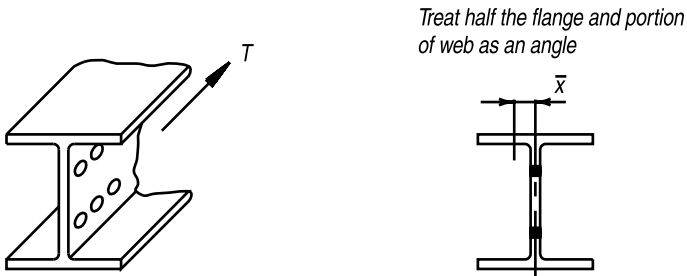 T
Treat half the flange and portion
of web as an angle
x̄